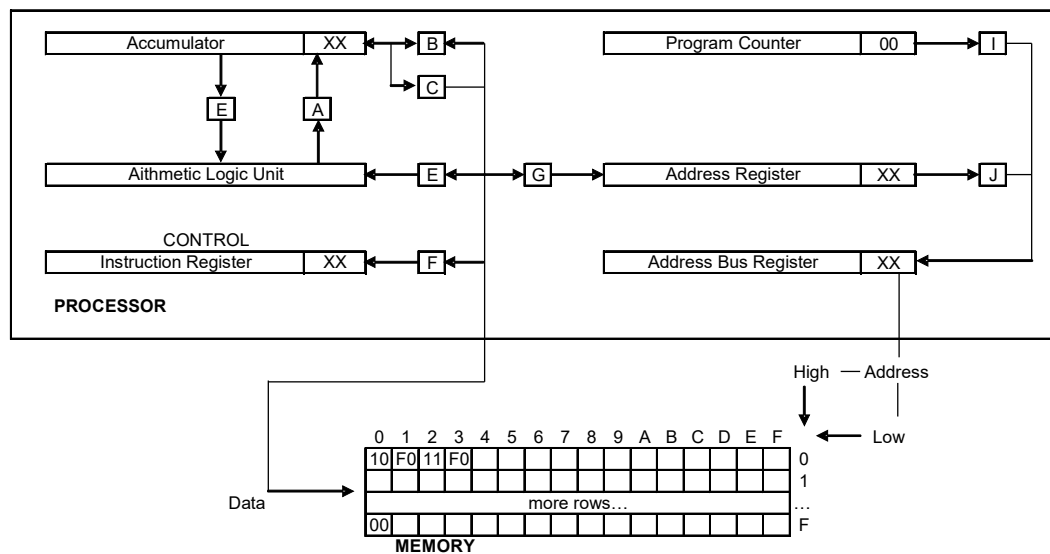 Accumulator XX B Program Counter 00 I
C
E A
Aithmetic Logic Unit E G Address Register XX J
CONTROL
Instruction Register XX F Address Bus Register XX
PROCESSOR
High Address
0 1 2 3 4 5 6 7 8 9 A B C D E F Low
10 F0 11 F0 0
1
Data more rows… …
00 F
MEMORY